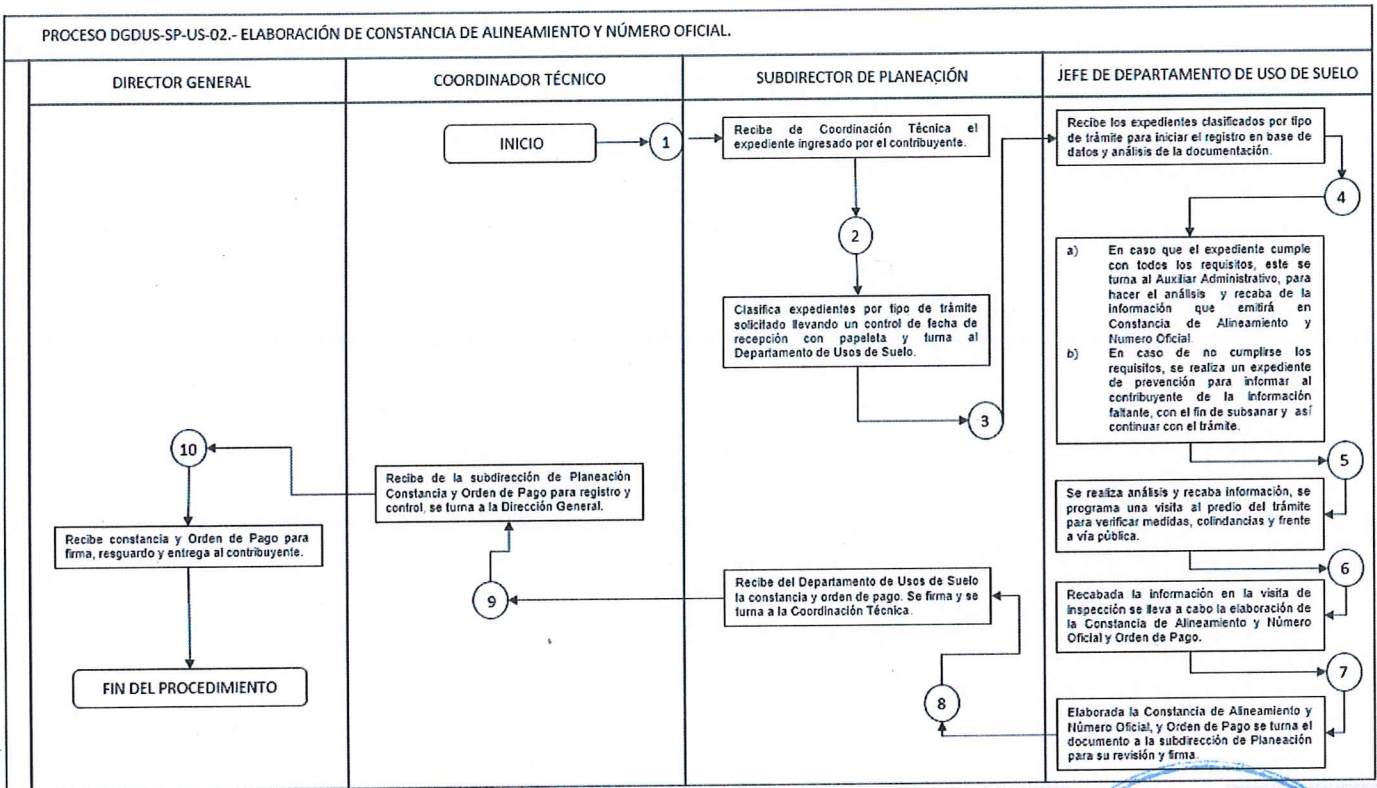 PROCESO DGDUS-SP-US-02.- ELABORACIÓN DE CONSTANCIA DE ALINEAMIENTO Y NÚMERO OFICIAL.
DIRECTOR GENERAL
COORDINADOR TÉCNICO
SUBDIRECTOR DE PLANEACIÓN
JEFE DE DEPARTAMENTO DE USO DE SUELO
INICIO
1
Recibe de Coordinación Técnica el
expediente ingresado por el contribuyente.
2
Clasifica expedientes por tipo de trámite
solicitado llevando un control de fecha de
recepción con papeleta y turna al
Departamento de Usos de Suelo.
3
Recibe los expedientes clasificados por tipo
de trámite para iniciar el registro en base de
datos y análisis de la documentación.
4
a) En caso que el expediente cumple
con todos los requisitos, este se
turna al Auxiliar Administrativo, para
hacer el análisis y recaba de la
información que emitirá en
Constancia de Alineamiento y
Numero Oficial.
b) En caso de no cumplirse los
requisitos, se realiza un expediente
de prevención para informar al
contribuyente de la información
faltante, con el fin de subsanar y así
continuar con el trámite.
5
Se realiza análisis y recaba información, se
programa una visita al predio del trámite
para verificar medidas, colindancias y frente
a vía pública.
6
Recabada la información en la visita de
inspección se lleva a cabo la elaboración de
la Constancia de Alineamiento y Número
Oficial y Orden de Pago.
7
Elaborada la Constancia de Alineamiento y
Número Oficial, y Orden de Pago se turna el
documento a la subdirección de Planeación
para su revisión y firma.
8
Recibe del Departamento de Usos de Suelo
la constancia y orden de pago. Se firma y se
turna a la Coordinación Técnica.
9
Recibe de la subdirección de Planeación
Constancia y Orden de Pago para registro y
control, se turna a la Dirección General.
10
Recibe constancia y Orden de Pago para
firma, resguardo y entrega al contribuyente.
FIN DEL PROCEDIMIENTO